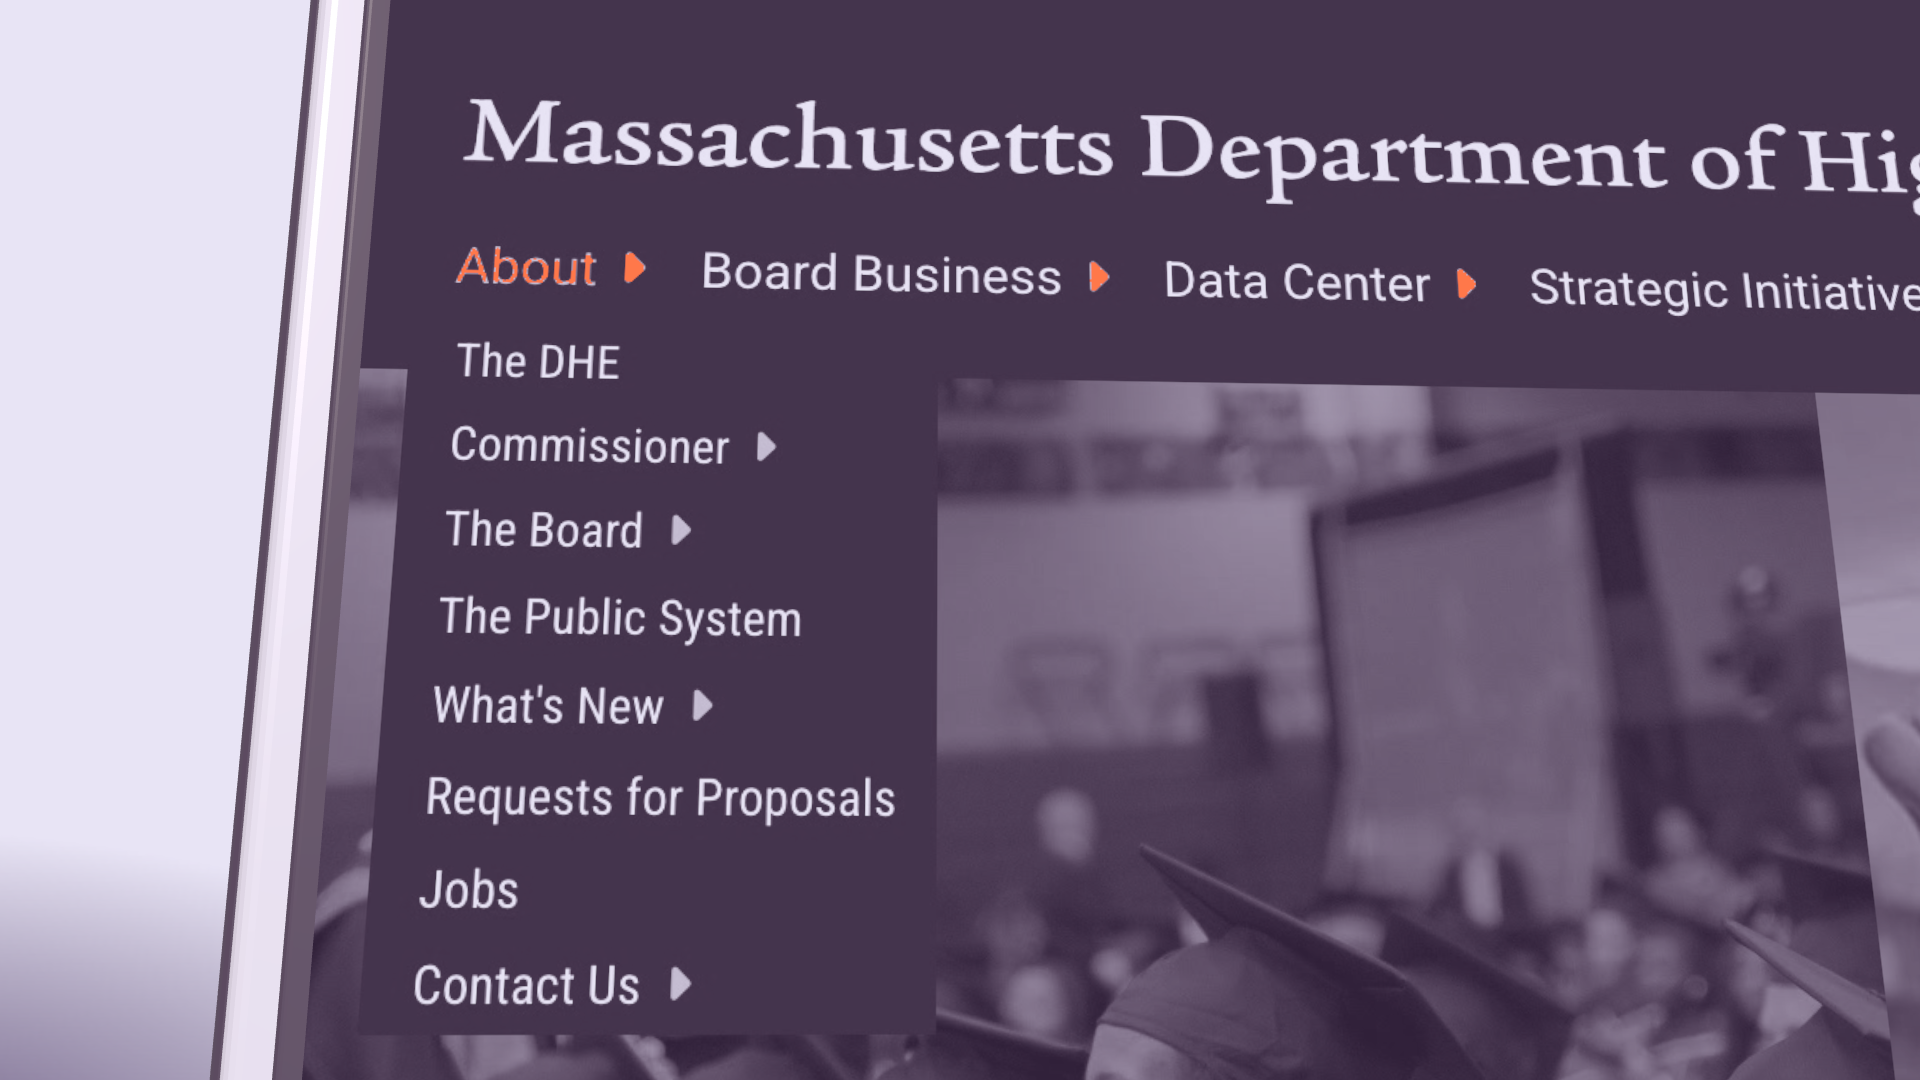 Massachusetts Department of Hig
About Board Business Data Center Strategic Initiative
The DHE
Commissioner
The Board
The Public System
What's New
Requests for Proposals
Jobs
Contact Us